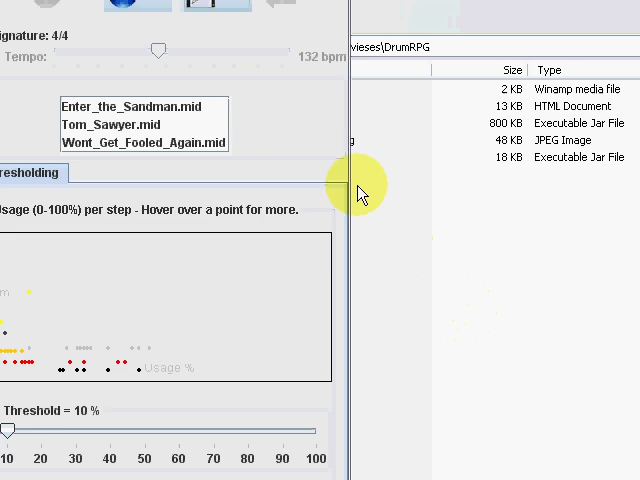 ignature: 4/4
Tempo:
132 bpm
Enter_the_Sandman.mid
Tom_Sawyer.mid
Wont_Get_Fooled_Again.mid
resholding
Usage (0-100%) per step - Hover over a point for more.
m
Usage %
Threshold = 10 %
10 20 30 40 50 60 70 80 90 100
vieses\DrumRPG
Size Type
2 KB Winamp media file
13 KB HTML Document
800 KB Executable Jar File
g 48 KB JPEG Image
18 KB Executable Jar File